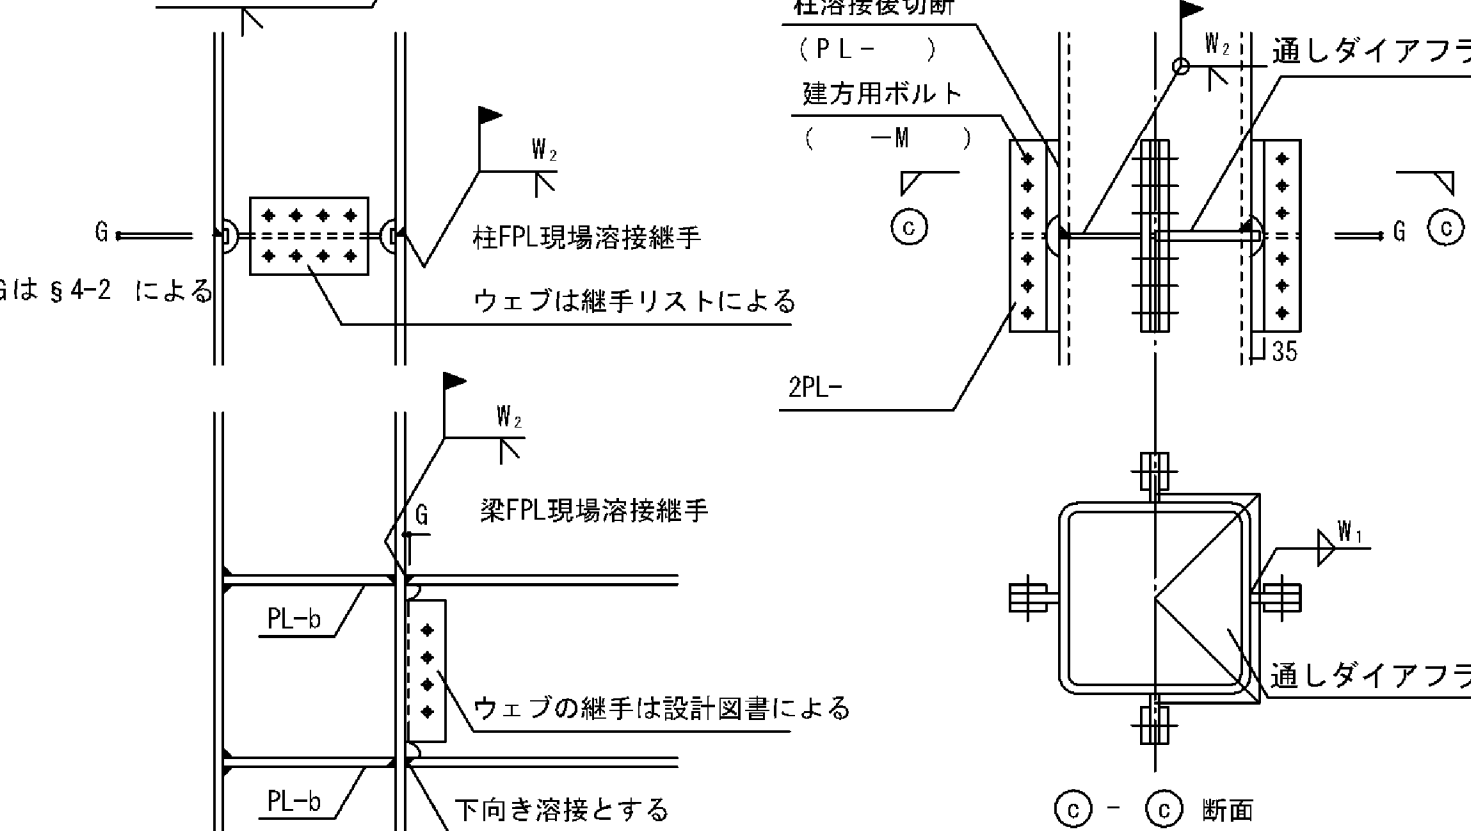 W2
G
柱FPL現場溶接継手
Gは§4-2 による
ウェブは継手リストによる
W2
梁FPL現場溶接継手
G
PL-b
ウェブの継手は設計図書による
PL-b
下向き溶接とする
柱溶接後切断
(PL- )
建方用ボルト
( -M )
W2
通しダイアフラ
C
C
G
35
2PL-
W1
通しダイアフラ
C - C 断面